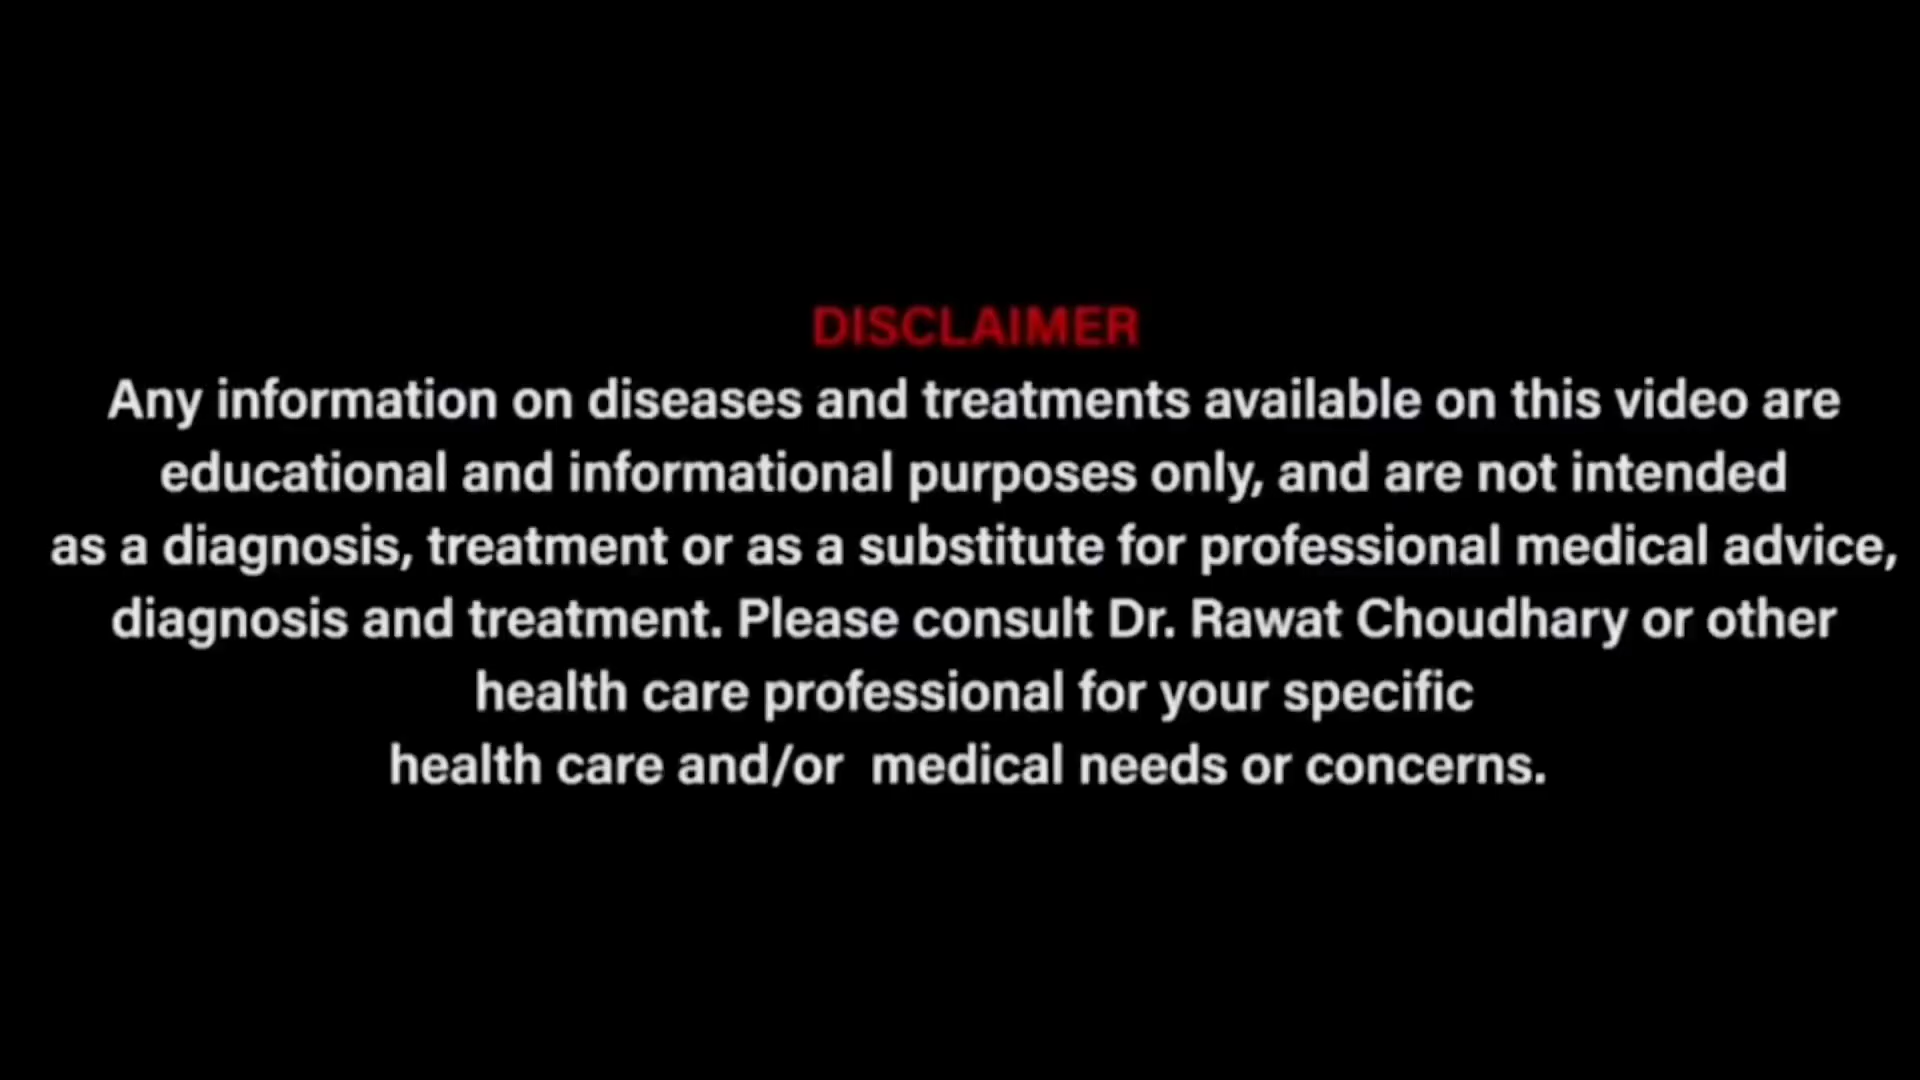 DISCLAIMER
Any information on diseases and treatments available on this video are
educational and informational purposes only, and are not intended
as a diagnosis, treatment or as a substitute for professional medical advice,
diagnosis and treatment. Please consult Dr. Rawat Choudhary or other
health care professional for your specific
health care and/or  medical needs or concerns.